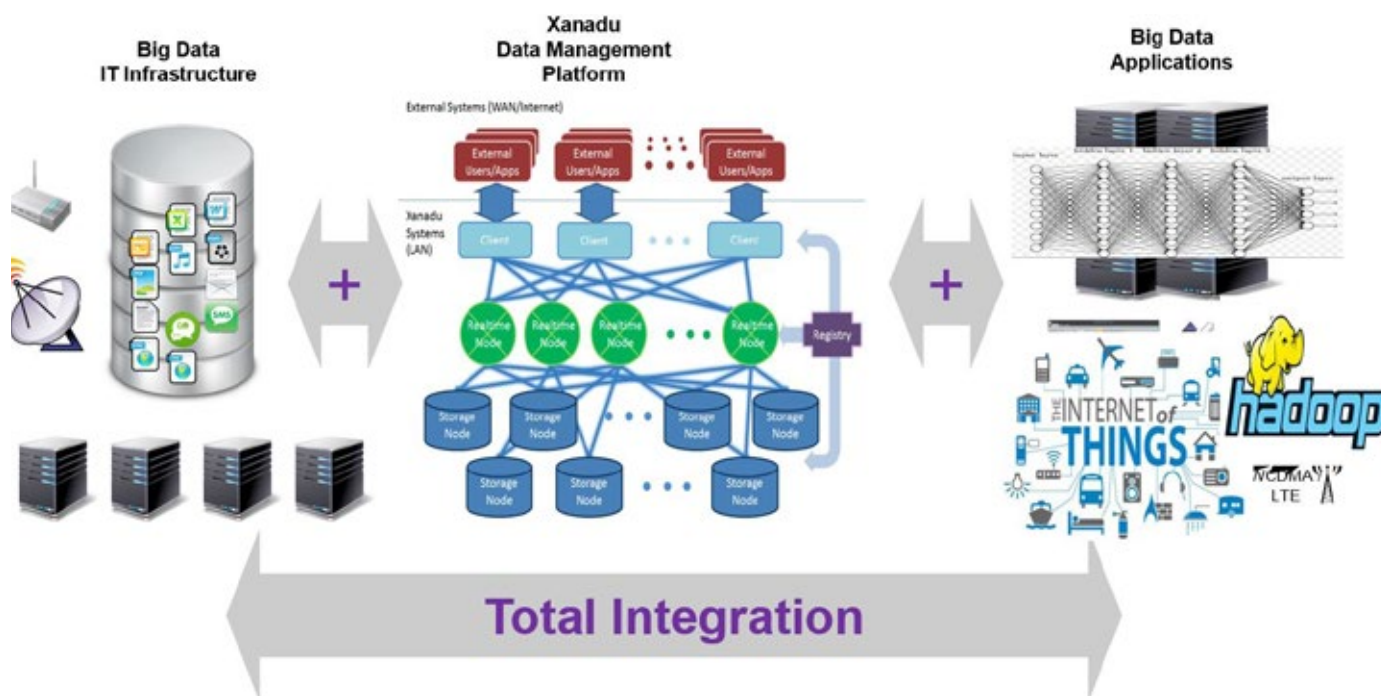 Big Data
IT Infrastructure
Xanadu
Data Management
Platform
Big Data
Applications
External Systems (WAN/Internet)
External
Users/Apps
External
Users/Apps
External
Users/Apps
Xanadu
Systems
(LAN)
Client
Client
Client
Realtime
Node
Realtime
Node
Realtime
Node
Realtime
Node
Registry
Storage
Node
Storage
Node
Storage
Node
Storage
Node
Storage
Node
Storage
Node
Storage
Node
+
+
SMS
THE INTERNET of
THINGS
hadoop
WCDMA
LTE
Total Integration